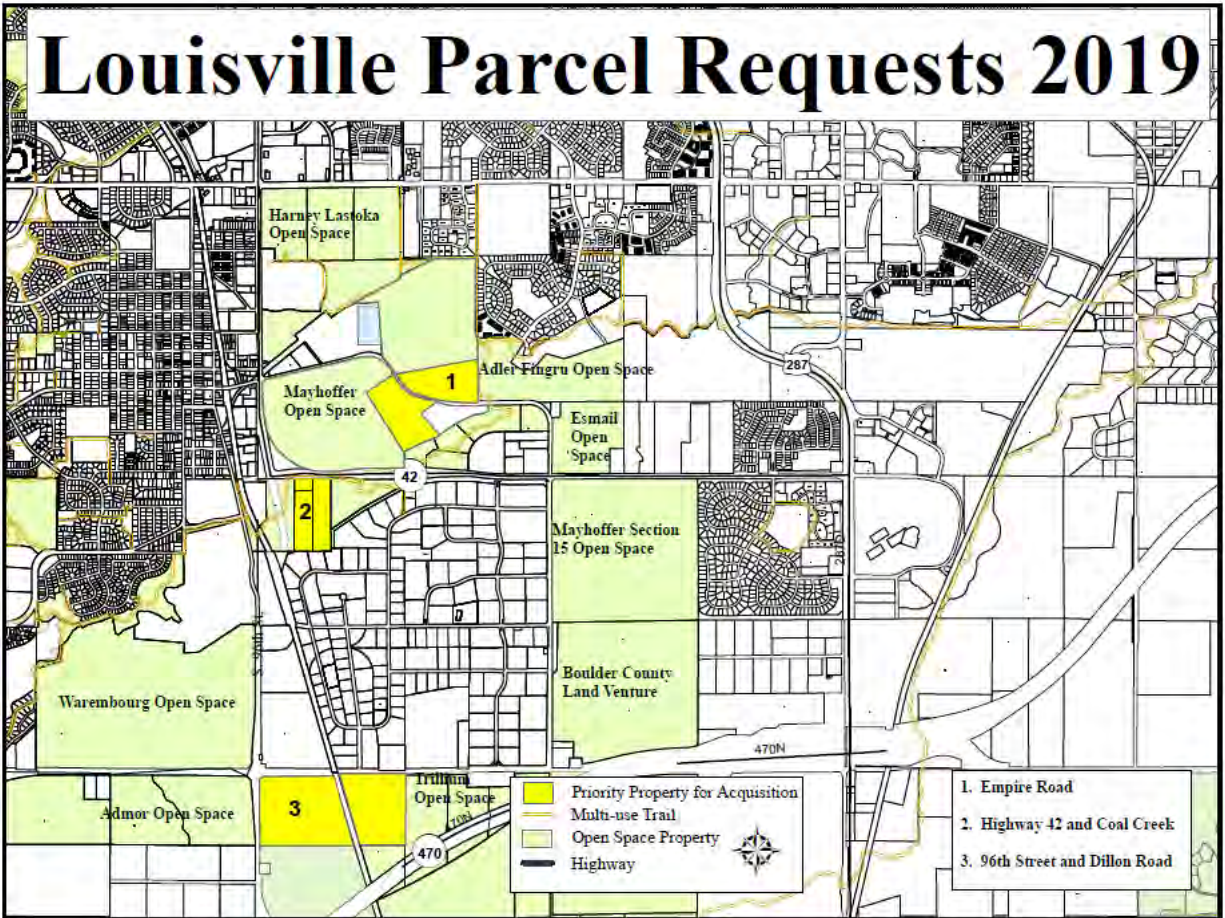 Louisville Parcel Requests 2019
Harney Lastoka
Open Space
287
1
Adler Fingru Open Space
Mayhoffer
Open Space
Esmail
Open
Space
42
2
Mayhoffer Section
15 Open Space
Boulder County
Land Venture
Warembourg Open Space
470N
Trillium
Open Space
3
Admor Open Space
470N
470
Priority Property for Acquisition
Multi-use Trail
Open Space Property
Highway
1. Empire Road
2. Highway 42 and Coal Creek
3. 96th Street and Dillon Road